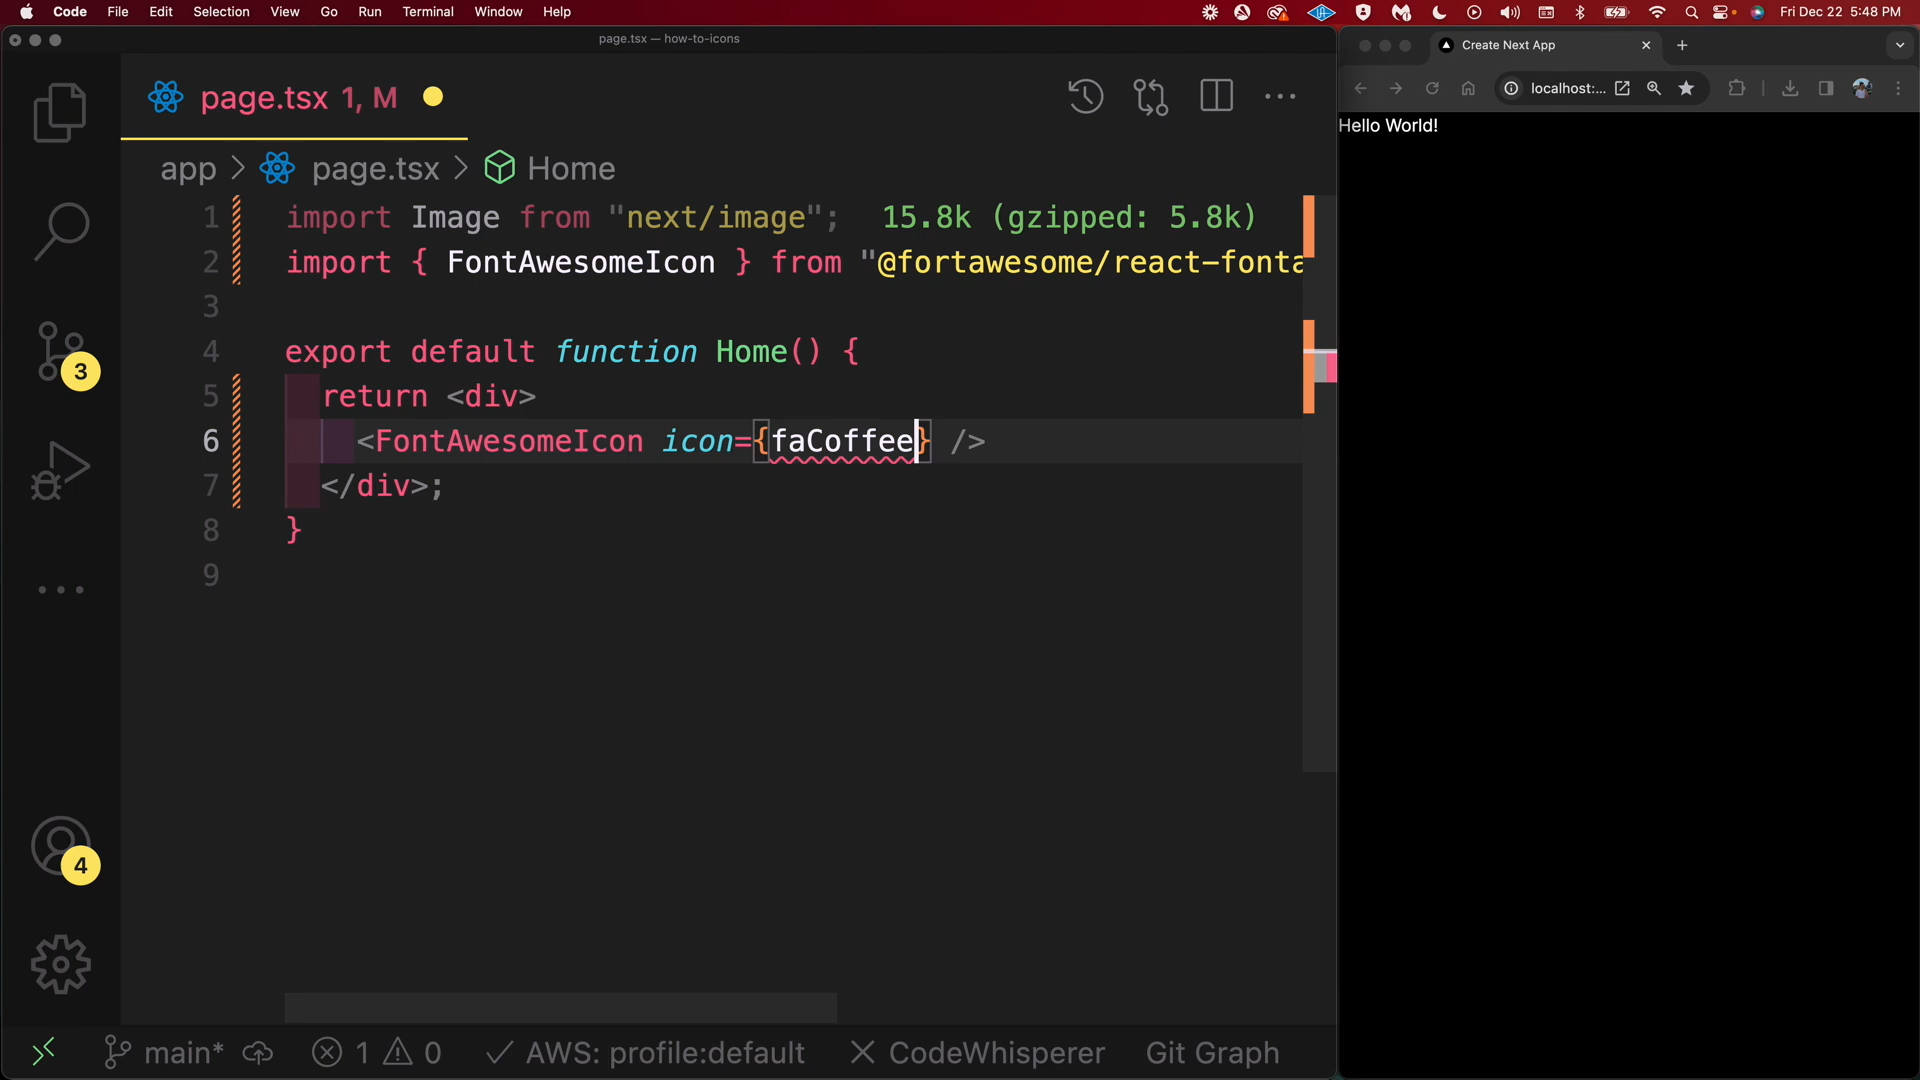 Code File Edit Selection View Go Run Terminal Window Help
Fri Dec 22 5:48 PM
page.tsx — how-to-icons
page.tsx 1, M
app > page.tsx > Home
1 import Image from "next/image"; 15.8k (gzipped: 5.8k)
2 import { FontAwesomeIcon } from "@fortawesome/react-fonta
3
4 export default function Home() {
5 return <div>
6 <FontAwesomeIcon icon={faCoffee} />
7 </div>;
8 }
9
3
4
main* 1 0 AWS: profile:default CodeWhisperer Git Graph
Create Next App
localhost:...
Hello World!